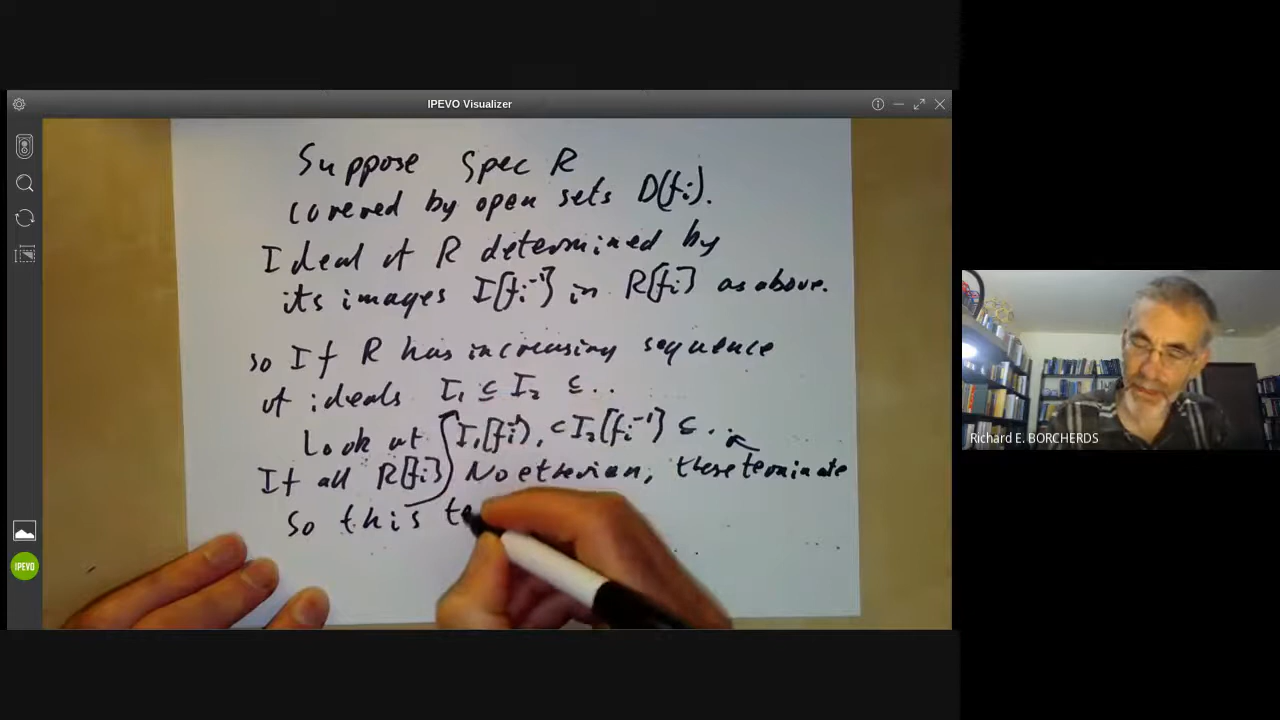 IPEVO Visualizer
Suppose Spec R
covered by open sets D(fi).
Ideal of R determined by
its images I[fi⁻¹] in R[fi] as above.
so If R has increasing sequence
of ideals I₁ ⊆ I₂ ⊆ ..
Look at I₁[fi⁻¹], ⊂ I₂[fi⁻¹] ⊆ ...
If all R[fi] Noetherian, these terminate
So this te
Richard E. BORCHERDS
IPEVO